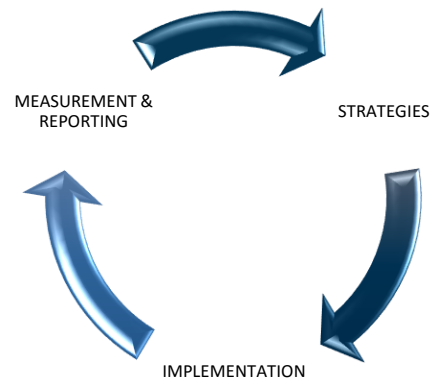 MEASUREMENT &
REPORTING
STRATEGIES
IMPLEMENTATION